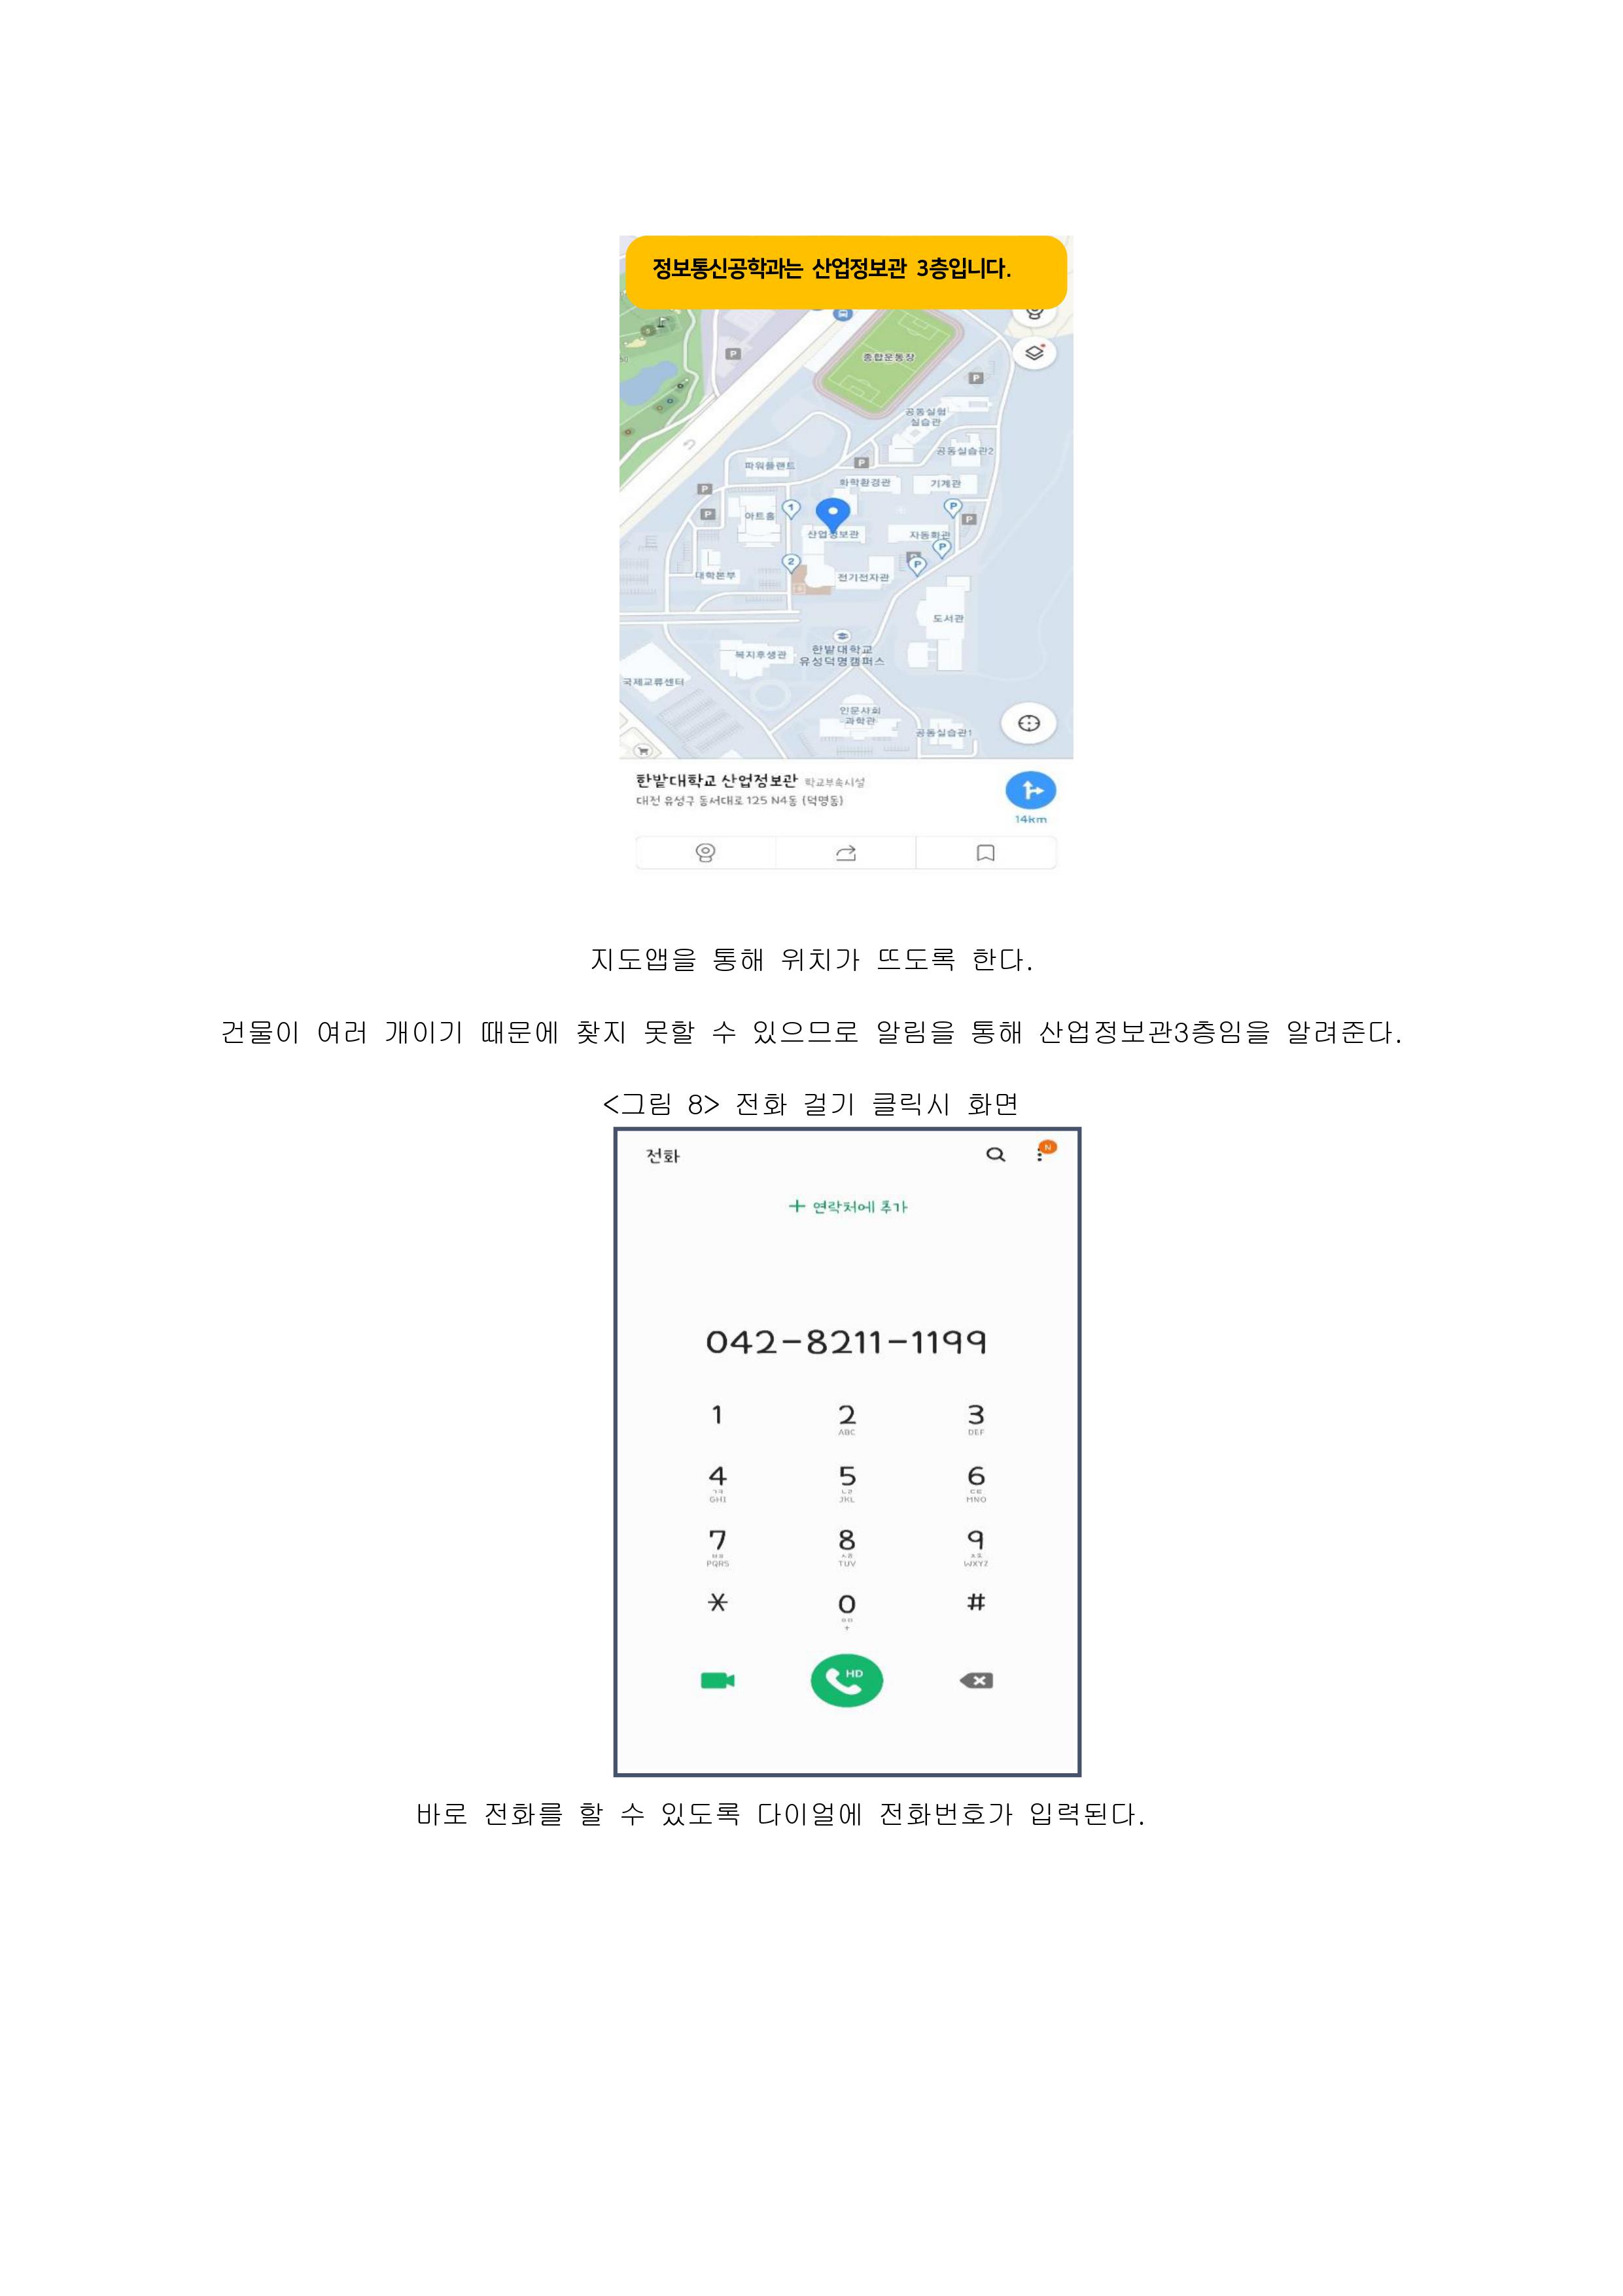 정보통신공학과는 산업정보관 3층입니다.
종합운동장
P
P
공동실험
실습관
공동실습관2
파워플랜트
P
화학환경관
기계관
P
1
P
P
아트홀
P
산업정보관
자동화관
P
2
P
대학본부
전기전자관
도서관
한밭대학교
유성덕명캠퍼스
복지후생관
국제교류센터
인문사회
과학관
공동실습관1
한밭대학교 산업정보관 학교부속시설
대전 유성구 동서대로 125 N4동 (덕명동)
14km
지도앱을 통해 위치가 뜨도록 한다.
건물이 여러 개이기 때문에 찾지 못할 수 있으므로 알림을 통해 산업정보관3층임을 알려준다.
<그림 8> 전화 걸기 클릭시 화면
전화
N
+ 연락처에 추가
042-8211-1199
1 2 3
ABC DEF
4 5 6
ㄱㅋ ㄴㄹ ㄷㅌ
GHI JKL MNO
7 8 9
ㅂㅍ ㅅㅎ ㅈㅊ
PQRS TUV WXYZ
* 0 #
ㅇㅁ
+
HD
바로 전화를 할 수 있도록 다이얼에 전화번호가 입력된다.